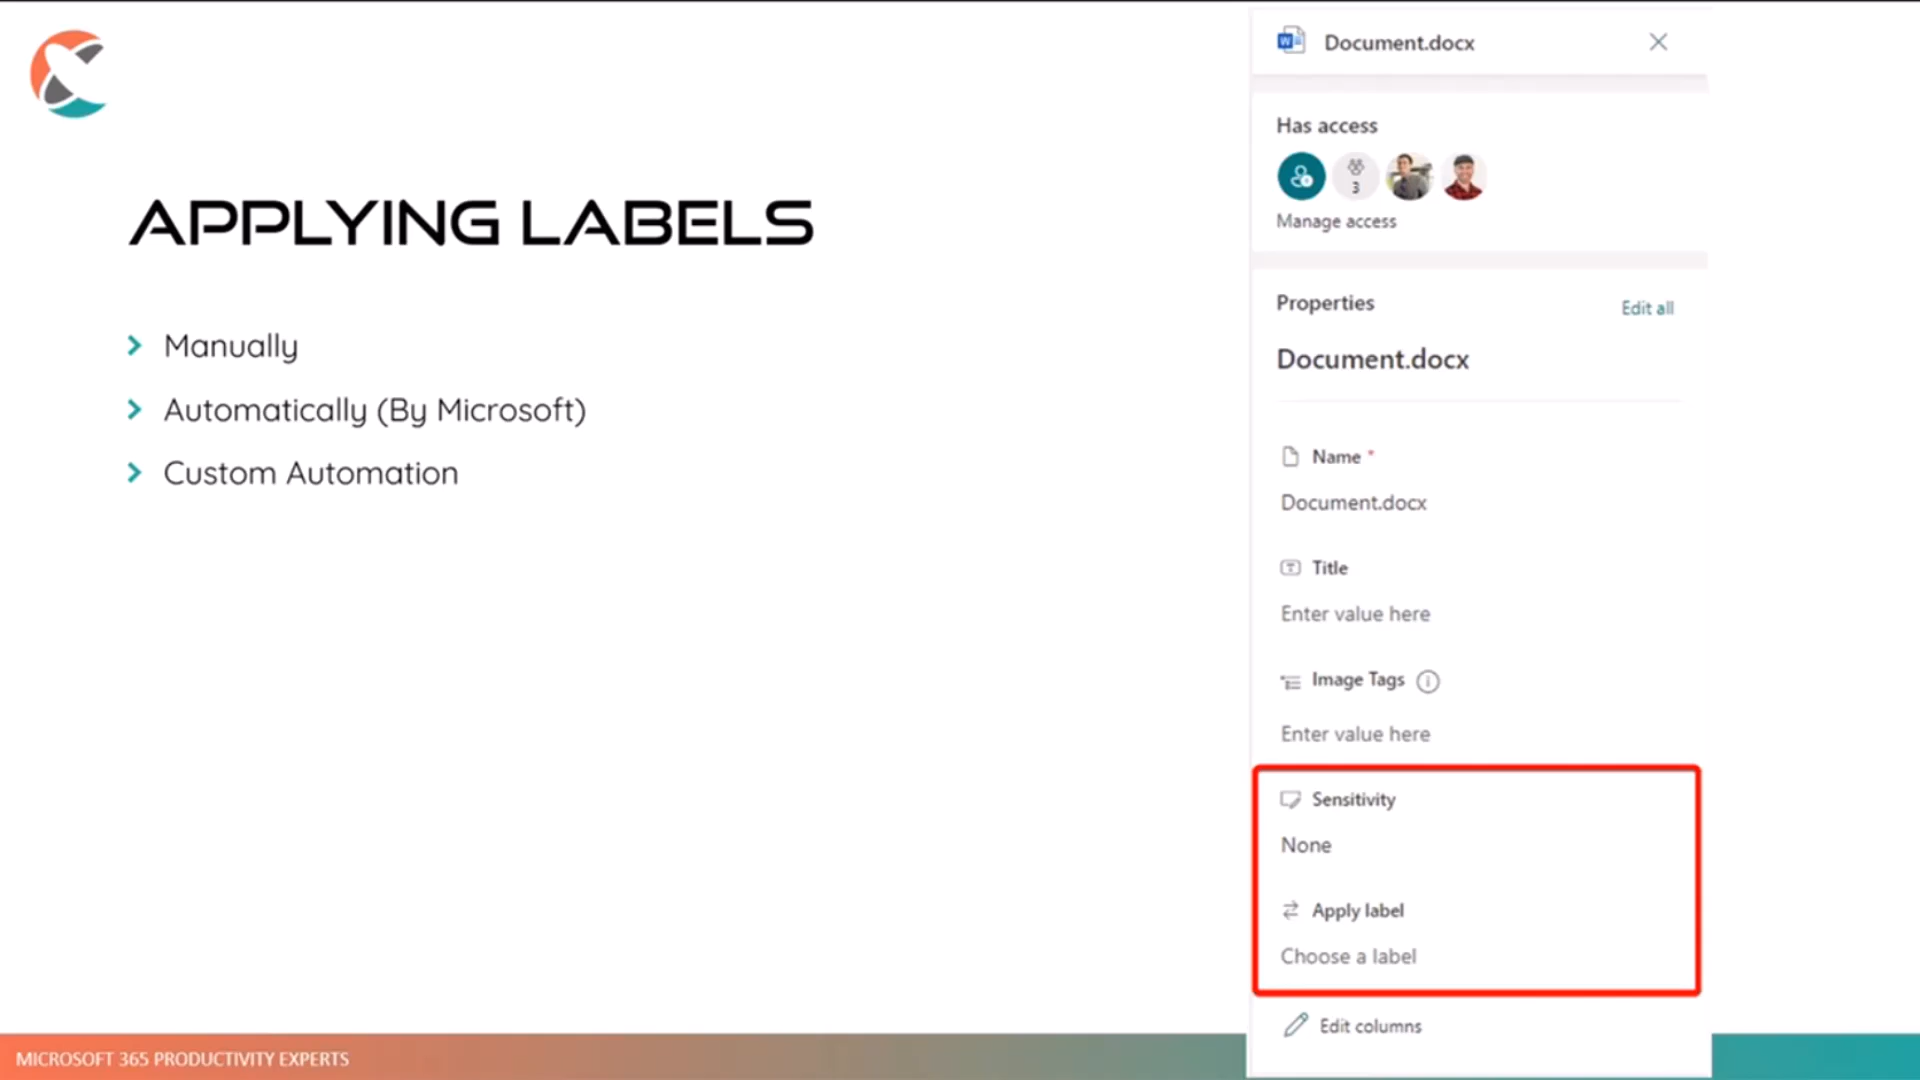 APPLYING LABELS
Manually
Automatically (By Microsoft)
Custom Automation
Document.docx
Has access
3
Manage access
Properties
Edit all
Document.docx
Name *
Document.docx
Title
Enter value here
Image Tags
Enter value here
Sensitivity
None
Apply label
Choose a label
Edit columns
MICROSOFT 365 PRODUCTIVITY EXPERTS